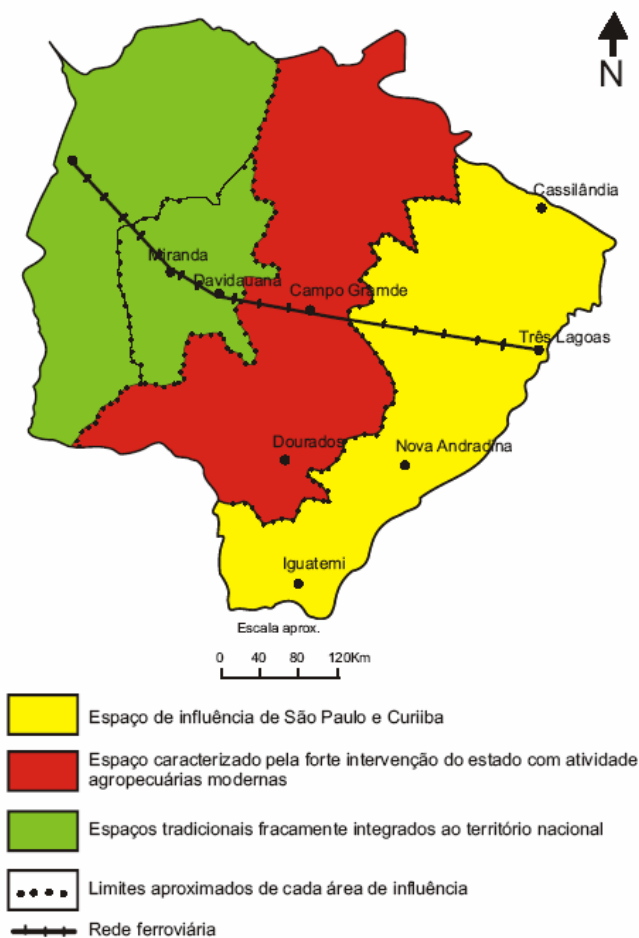 N
Cassilândia
Miranda
Davidauana
Campo Gramde
Três Lagoas
Dourados
Nova Andradina
Iguatemi
Escala aprox.
0 40 80 120Km
Espaço de influência de São Paulo e Curiiba
Espaço caracterizado pela forte intervenção do estado com atividade
agropecuárias modernas
Espaços tradicionais fracamente integrados ao território nacional
Limites aproximados de cada área de influência
Rede ferroviária